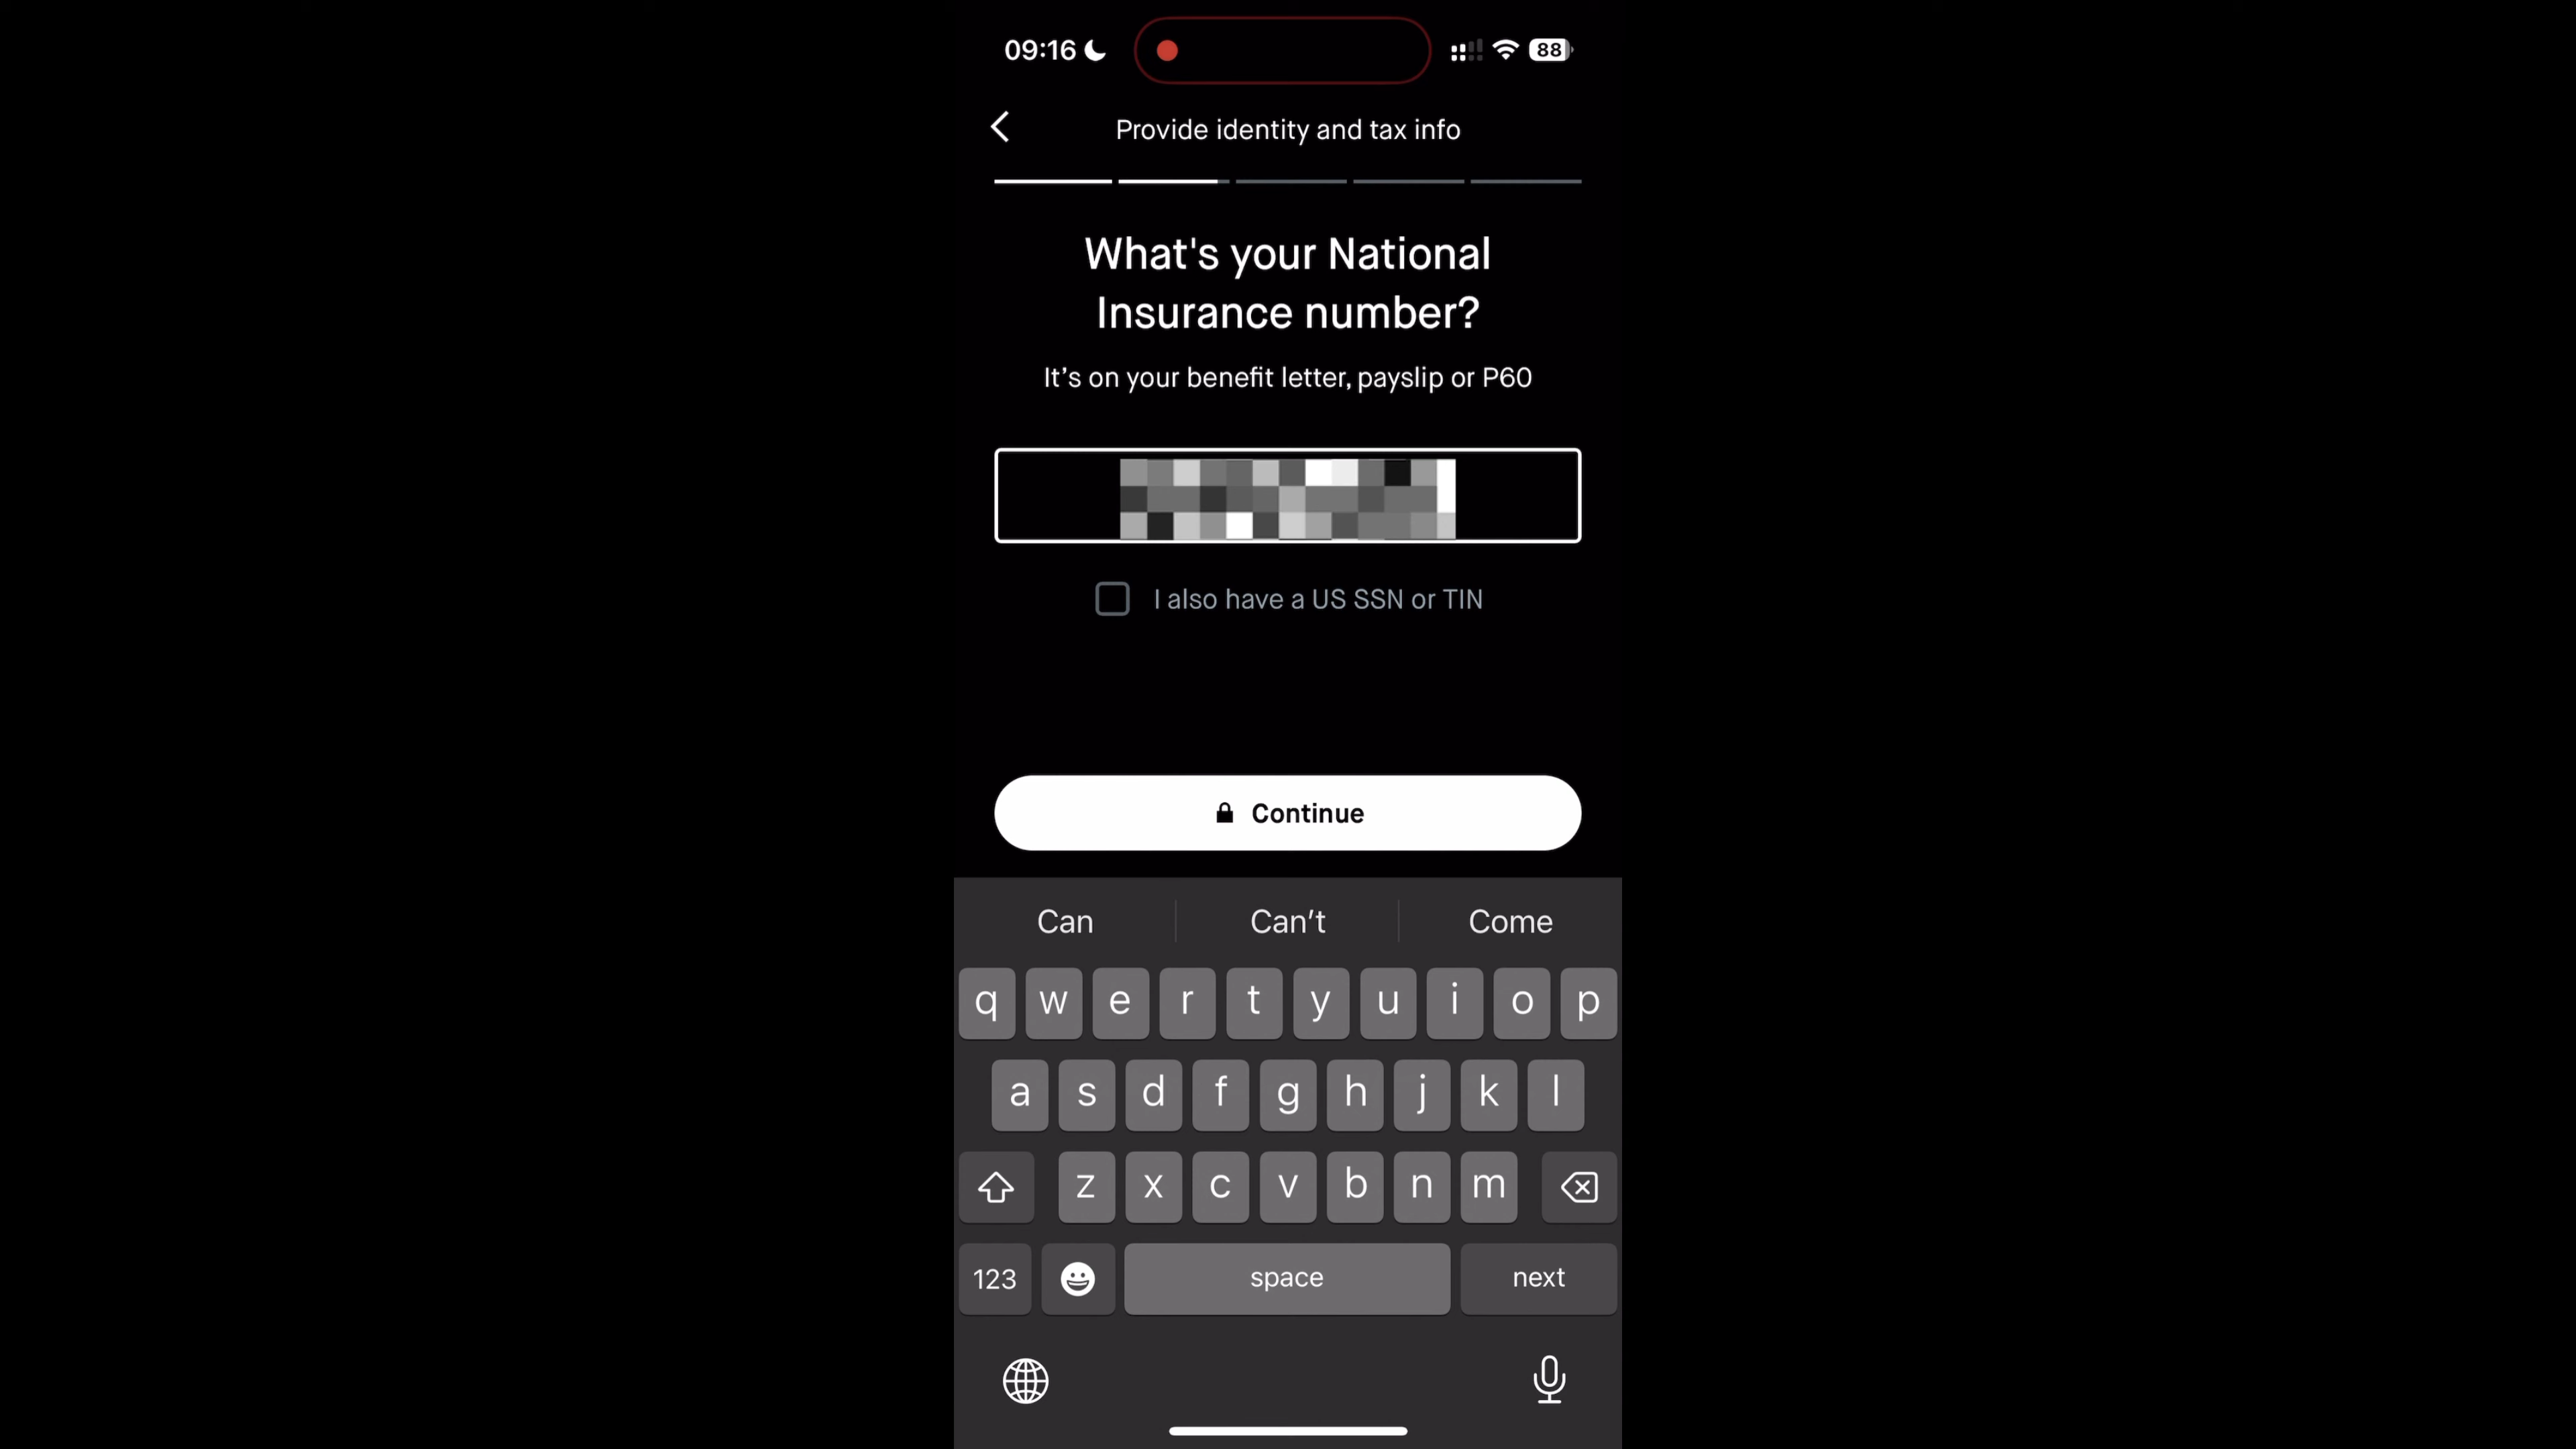 09:16
88
Provide identity and tax info
What's your National
Insurance number?
It’s on your benefit letter, payslip or P60
I also have a US SSN or TIN
Continue
Can Can’t Come
q w e r t y u i o p
a s d f g h j k l
z x c v b n m
123 space next